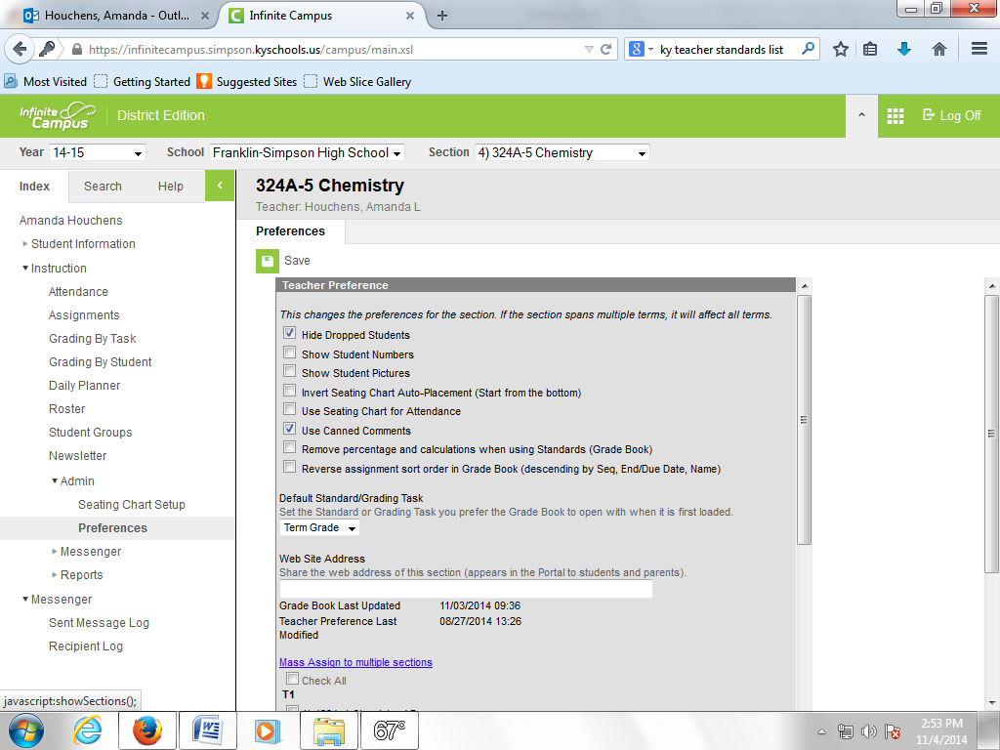 Houchens, Amanda - Outl...
Infinite Campus
https://infinitecampus.simpson.kyschools.us/campus/main.xsl
ky teacher standards list
Most Visited Getting Started Suggested Sites Web Slice Gallery
Infinite Campus
District Edition
Log Off
Year 14-15 School Franklin-Simpson High School Section 4) 324A-5 Chemistry
Index Search Help
324A-5 Chemistry
Teacher: Houchens, Amanda L
Preferences
Save
Amanda Houchens
Student Information
Instruction
Attendance
Assignments
Grading By Task
Grading By Student
Daily Planner
Roster
Student Groups
Newsletter
Admin
Seating Chart Setup
Preferences
Messenger
Reports
Messenger
Sent Message Log
Recipient Log
Teacher Preference
This changes the preferences for the section. If the section spans multiple terms, it will affect all terms.
Hide Dropped Students
Show Student Numbers
Show Student Pictures
Invert Seating Chart Auto-Placement (Start from the bottom)
Use Seating Chart for Attendance
Use Canned Comments
Remove percentage and calculations when using Standards (Grade Book)
Reverse assignment sort order in Grade Book (descending by Seq, End/Due Date, Name)
Default Standard/Grading Task
Set the Standard or Grading Task you prefer the Grade Book to open with when it is first loaded.
Term Grade
Web Site Address
Share the web address of this section (appears in the Portal to students and parents).
Grade Book Last Updated 11/03/2014 09:36
Teacher Preference Last 08/27/2014 13:26
Modified
Mass Assign to multiple sections
Check All
T1
javascript:showSections();
67°
2:53 PM
11/4/2014